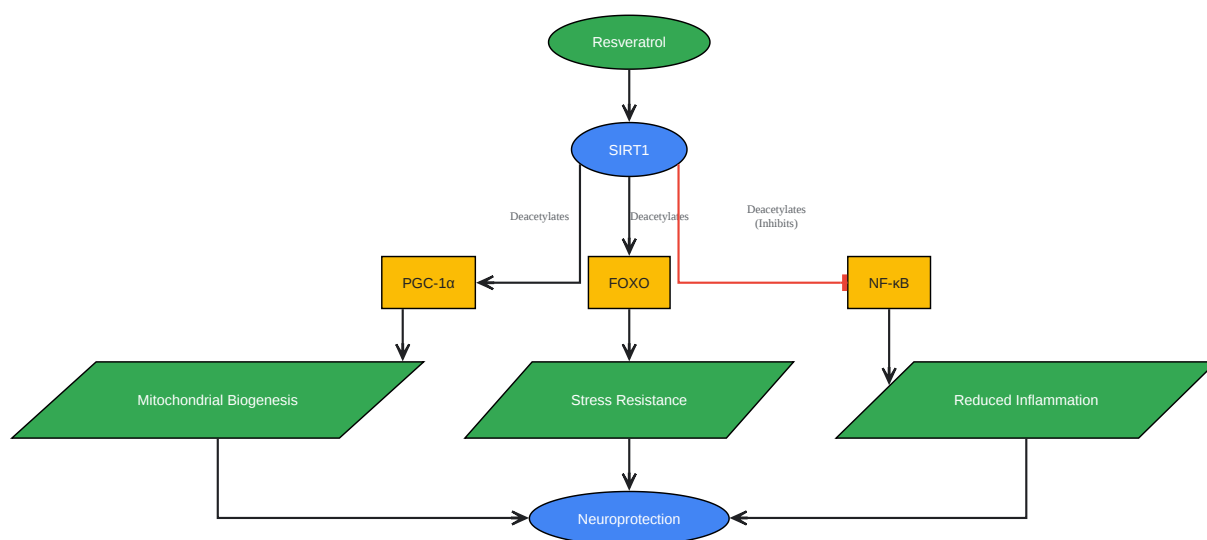 Resveratrol
SIRT1
Deacetylates
Deacetylates
Deacetylates
(Inhibits)
PGC-1α
FOXO
NF-κB
Mitochondrial Biogenesis
Stress Resistance
Reduced Inflammation
Neuroprotection